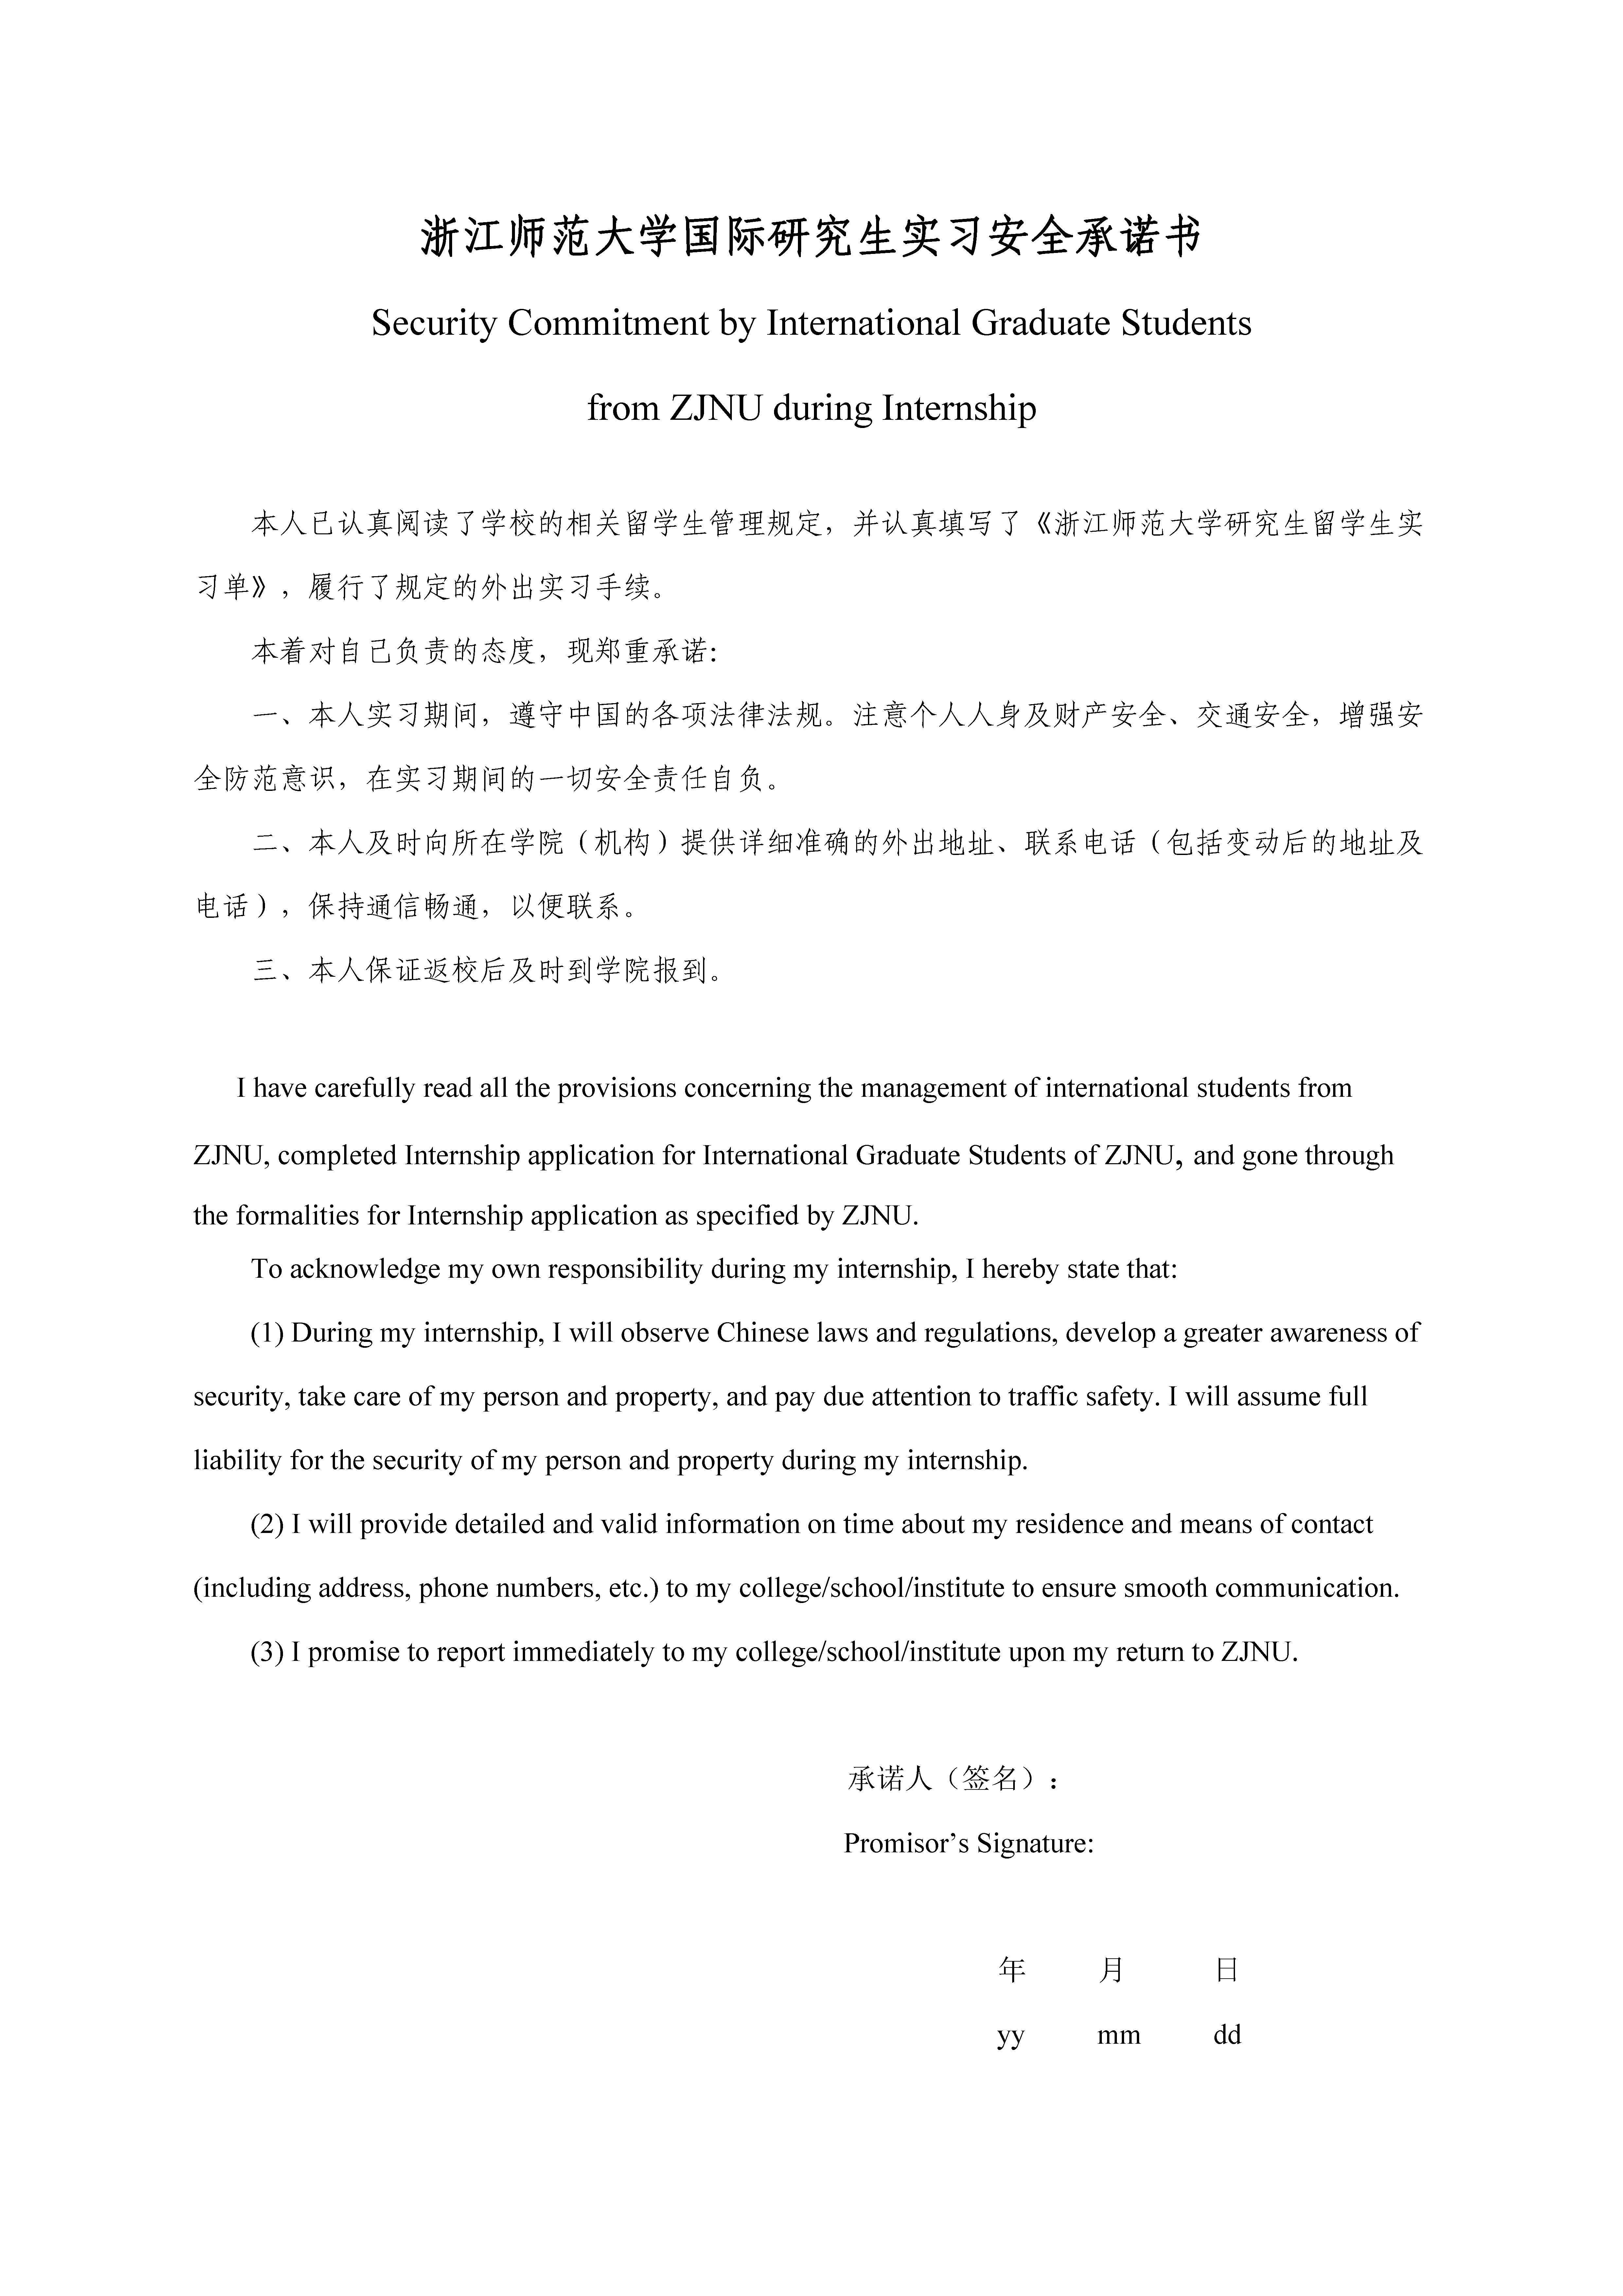 浙江师范大学国际研究生实习安全承诺书
Security Commitment by International Graduate Students
from ZJNU during Internship
本人已认真阅读了学校的相关留学生管理规定，并认真填写了《浙江师范大学研究生留学生实
习单》，履行了规定的外出实习手续。
本着对自己负责的态度，现郑重承诺：
一、本人实习期间，遵守中国的各项法律法规。注意个人人身及财产安全、交通安全，增强安
全防范意识，在实习期间的一切安全责任自负。
二、本人及时向所在学院（机构）提供详细准确的外出地址、联系电话（包括变动后的地址及
电话），保持通信畅通，以便联系。
三、本人保证返校后及时到学院报到。
I have carefully read all the provisions concerning the management of international students from
ZJNU, completed Internship application for International Graduate Students of ZJNU, and gone through
the formalities for Internship application as specified by ZJNU.
To acknowledge my own responsibility during my internship, I hereby state that:
(1) During my internship, I will observe Chinese laws and regulations, develop a greater awareness of
security, take care of my person and property, and pay due attention to traffic safety. I will assume full
liability for the security of my person and property during my internship.
(2) I will provide detailed and valid information on time about my residence and means of contact
(including address, phone numbers, etc.) to my college/school/institute to ensure smooth communication.
(3) I promise to report immediately to my college/school/institute upon my return to ZJNU.
承诺人（签名）：
Promisor’s Signature:
年 月 日
yy mm dd